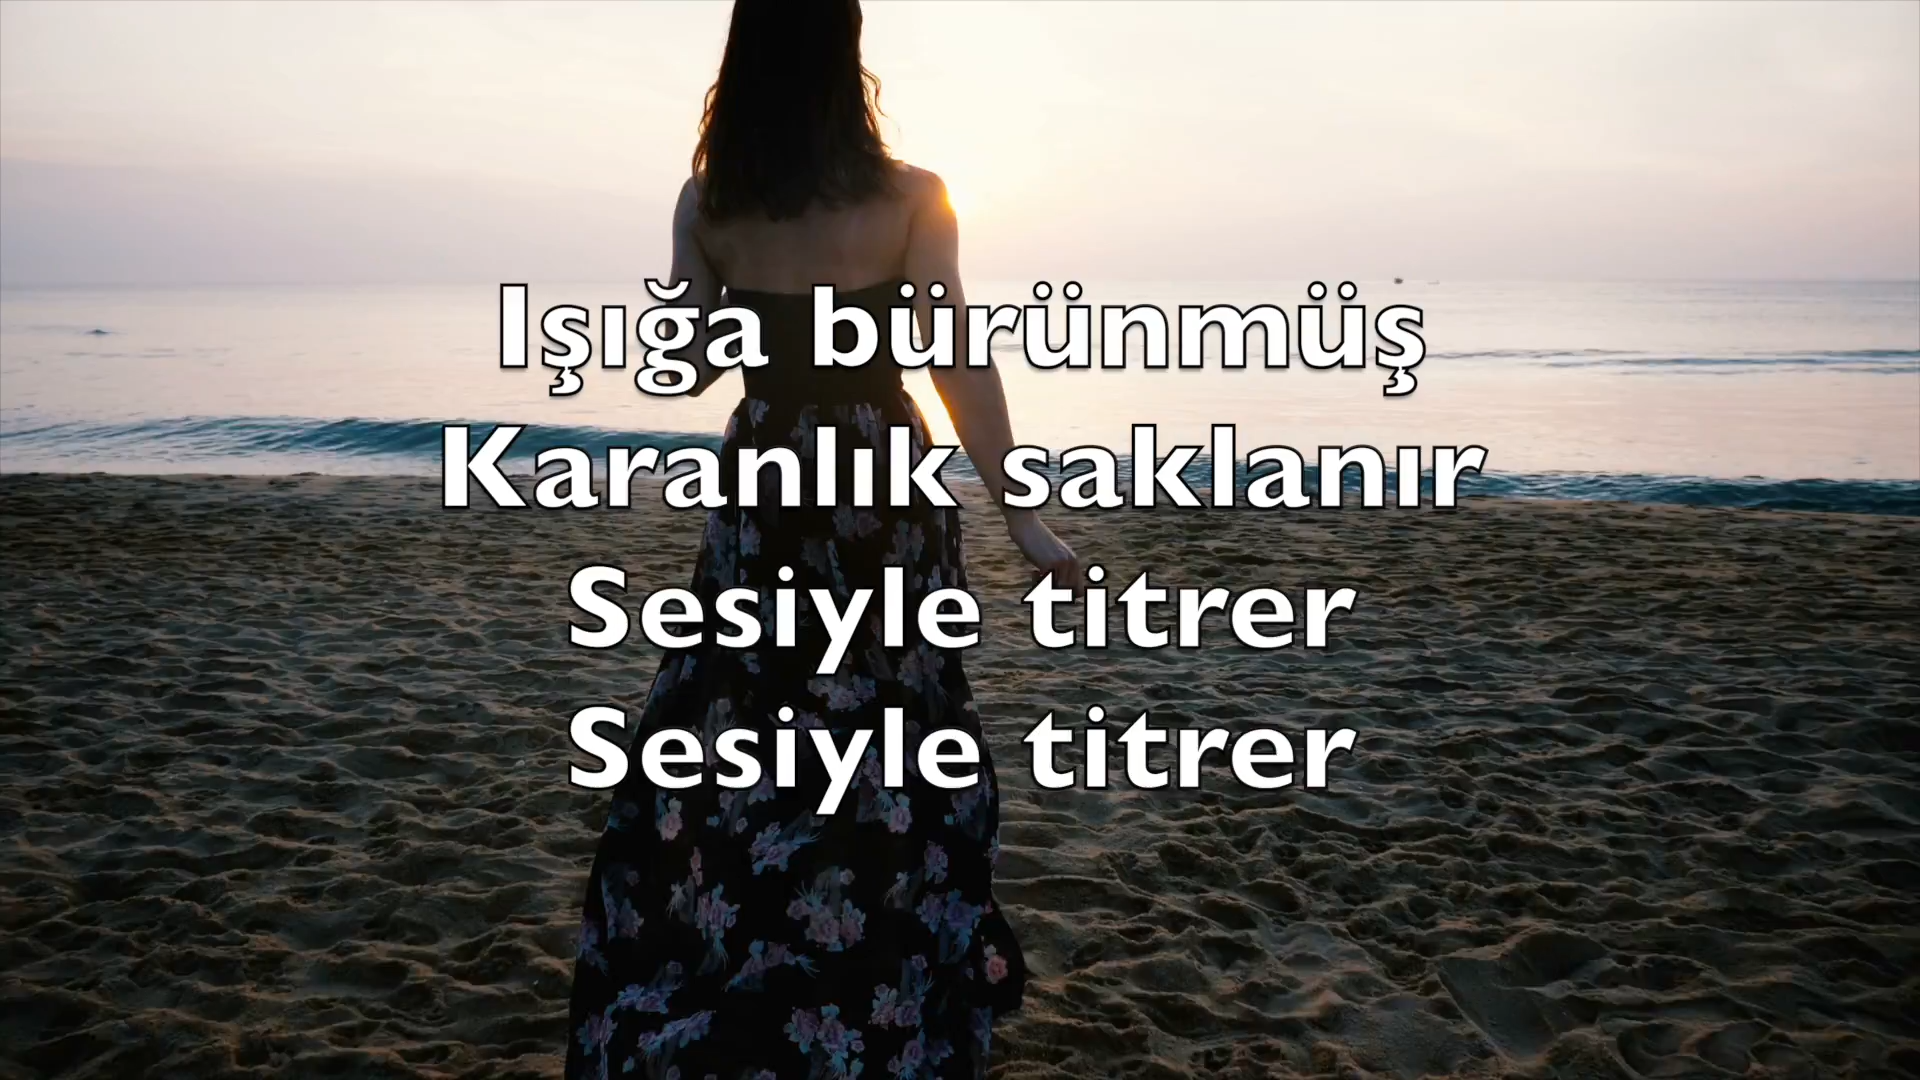 Işığa bürünmüş
Karanlık saklanır
Sesiyle titrer
Sesiyle titrer